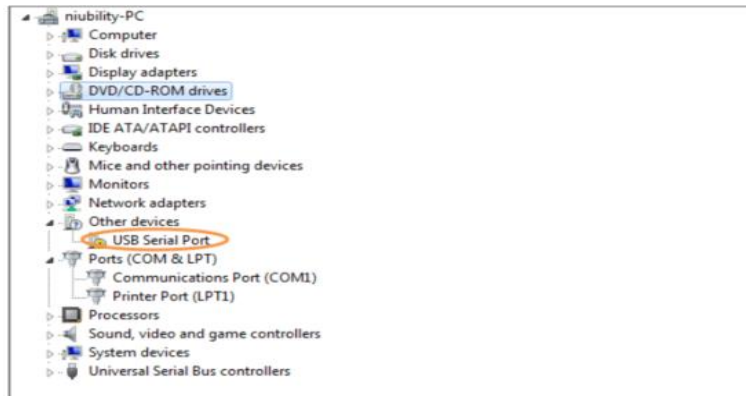 niubility-PC
Computer
Disk drives
Display adapters
DVD/CD-ROM drives
Human Interface Devices
IDE ATA/ATAPI controllers
Keyboards
Mice and other pointing devices
Monitors
Network adapters
Other devices
USB Serial Port
Ports (COM & LPT)
Communications Port (COM1)
Printer Port (LPT1)
Processors
Sound, video and game controllers
System devices
Universal Serial Bus controllers